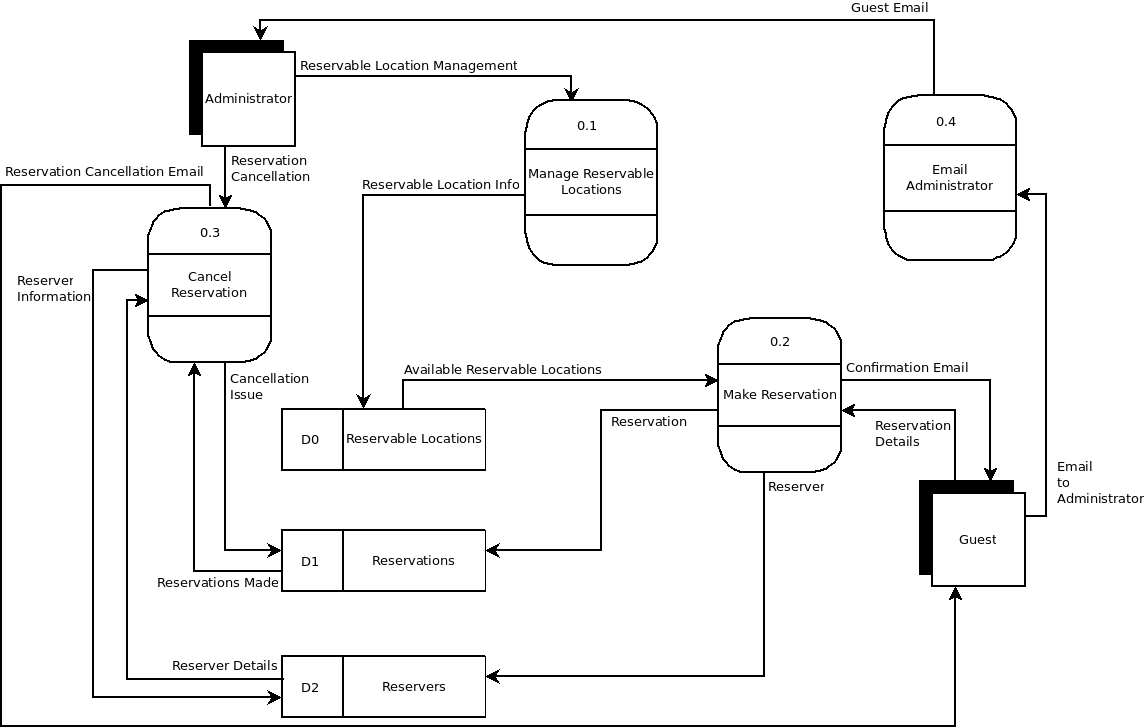 Guest Email
Reservable Location Management
Administrator
0.1
0.4
Reservation
Cancellation
Reservation Cancellation Email
Manage Reservable
Locations
Email
Administrator
Reservable Location Info
0.3
Cancel
Reservation
Reserver
Information
0.2
Available Reservable Locations
Confirmation Email
Cancellation
Issue
Make Reservation
Reservation
Reservation
Details
D0
Reservable Locations
Email
to
Administrator
Reserver
Guest
D1
Reservations
Reservations Made
Reserver Details
D2
Reservers